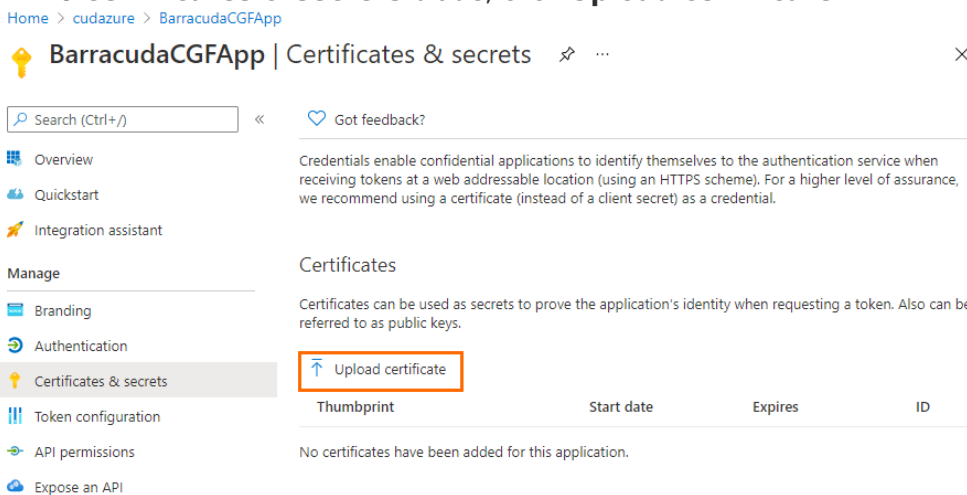 Home > cudazure > BarracudaCGFApp
BarracudaCGFApp | Certificates & secrets
Search (Ctrl+/)
Got feedback?
Overview
Quickstart
Integration assistant
Manage
Branding
Authentication
Certificates & secrets
Token configuration
API permissions
Expose an API
Credentials enable confidential applications to identify themselves to the authentication service when
receiving tokens at a web addressable location (using an HTTPS scheme). For a higher level of assurance,
we recommend using a certificate (instead of a client secret) as a credential.
Certificates
Certificates can be used as secrets to prove the application's identity when requesting a token. Also can be
referred to as public keys.
Upload certificate
Thumbprint Start date Expires ID
No certificates have been added for this application.